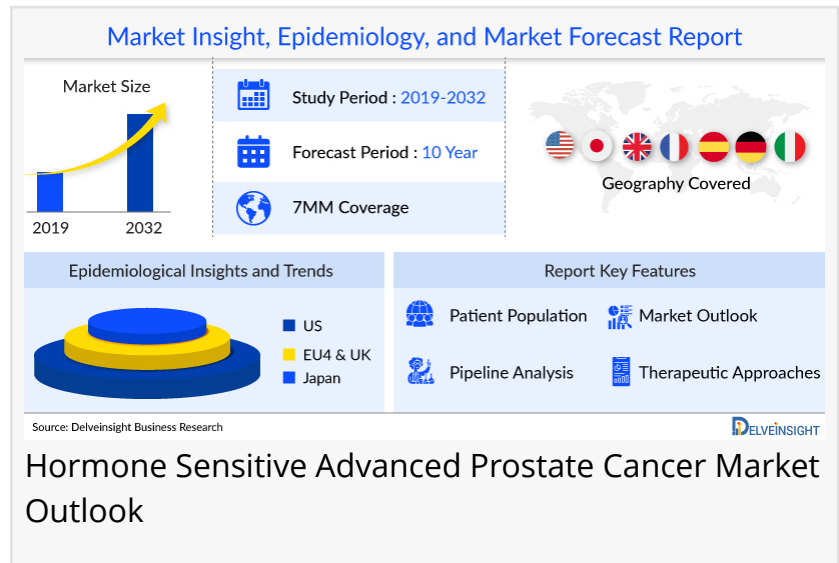 Market Insight, Epidemiology, and Market Forecast Report
Market Size
2019
2032
Study Period : 2019-2032
Forecast Period : 10 Year
7MM Coverage
Geography Covered
Epidemiological Insights and Trends
US
EU4 & UK
Japan
Report Key Features
Patient Population
Market Outlook
Pipeline Analysis
Therapeutic Approaches
Source: Delveinsight Business Research
DELVEINSIGHT
Hormone Sensitive Advanced Prostate Cancer Market
Outlook